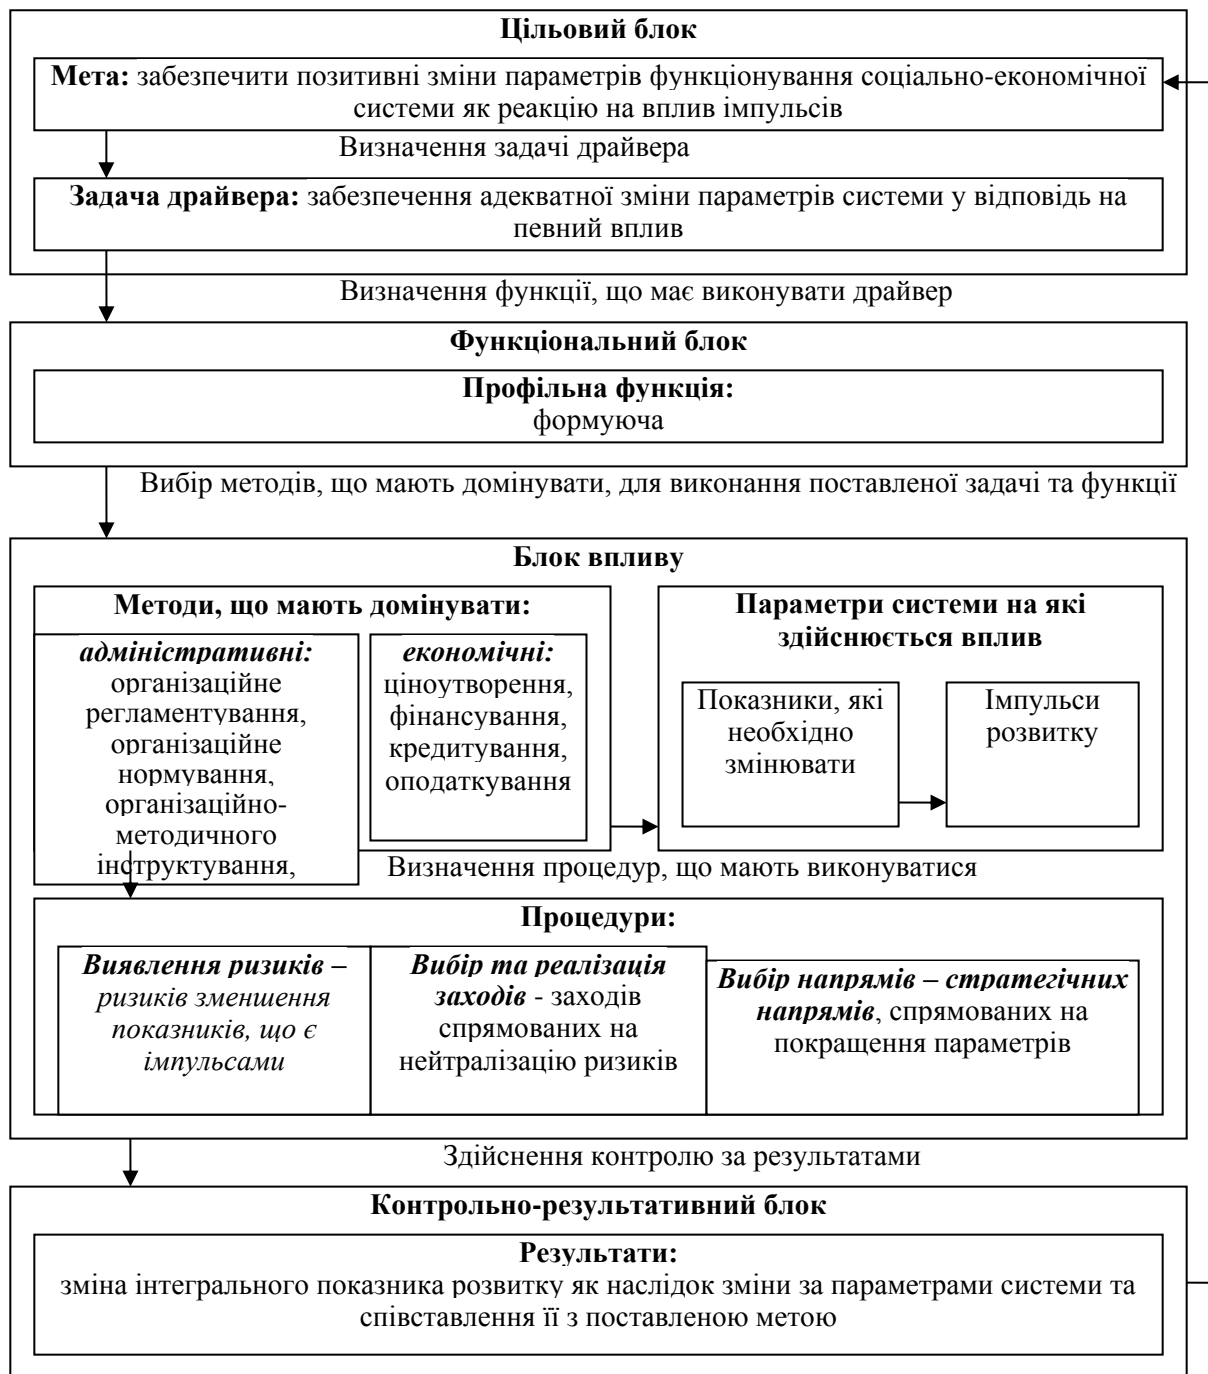 Цільовий блок
Мета: забезпечити позитивні зміни параметрів функціонування соціально-економічної
системи як реакцію на вплив імпульсів
Визначення задачі драйвера
Задача драйвера: забезпечення адекватної зміни параметрів системи у відповідь на
певний вплив
Визначення функції, що має виконувати драйвер
Функціональний блок
Профільна функція:
формуюча
Вибір методів, що мають домінувати, для виконання поставленої задачі та функції
Блок впливу
Методи, що мають домінувати:
адміністративні:
організаційне
регламентування,
організаційне
нормування,
організаційно-
методичного
інструктування,
економічні:
ціноутворення,
фінансування,
кредитування,
оподаткування
Параметри системи на які
здійснюється вплив
Показники, які
необхідно
змінювати
Імпульси
розвитку
Визначення процедур, що мають виконуватися
Процедури:
Виявлення ризиків –
ризиків зменшення
показників, що є
імпульсами
Вибір та реалізація
заходів - заходів
спрямованих на
нейтралізацію ризиків
Вибір напрямів – стратегічних
напрямів, спрямованих на
покращення параметрів
Здійснення контролю за результатами
Контрольно-результативний блок
Результати:
зміна інтегрального показника розвитку як наслідок зміни за параметрами системи та
співставлення її з поставленою метою